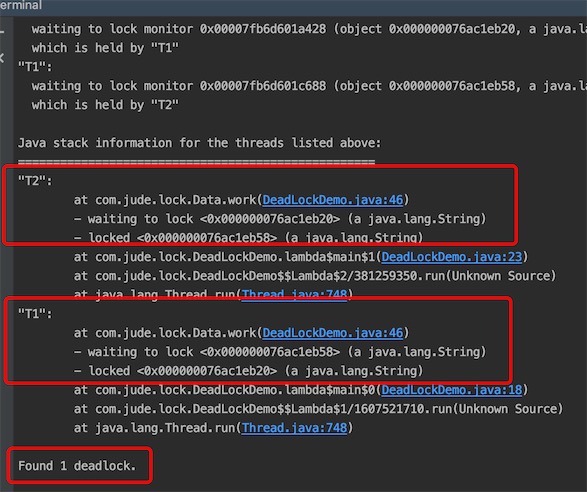 erminal
waiting to lock monitor 0x00007fb6d601a428 (object 0x000000076ac1eb20, a java.la
which is held by "T1"
"T1":
waiting to lock monitor 0x00007fb6d601c688 (object 0x000000076ac1eb58, a java.la
which is held by "T2"
Java stack information for the threads listed above:
===================================================
"T2":
at com.jude.lock.Data.work(DeadLockDemo.java:46)
- waiting to lock <0x000000076ac1eb20> (a java.lang.String)
- locked <0x000000076ac1eb58> (a java.lang.String)
at com.jude.lock.DeadLockDemo.lambda$main$1(DeadLockDemo.java:23)
at com.jude.lock.DeadLockDemo$$Lambda$2/381259350.run(Unknown Source)
at java.lang.Thread.run(Thread.java:748)
"T1":
at com.jude.lock.Data.work(DeadLockDemo.java:46)
- waiting to lock <0x000000076ac1eb58> (a java.lang.String)
- locked <0x000000076ac1eb20> (a java.lang.String)
at com.jude.lock.DeadLockDemo.lambda$main$0(DeadLockDemo.java:18)
at com.jude.lock.DeadLockDemo$$Lambda$1/1607521710.run(Unknown Source)
at java.lang.Thread.run(Thread.java:748)
Found 1 deadlock.